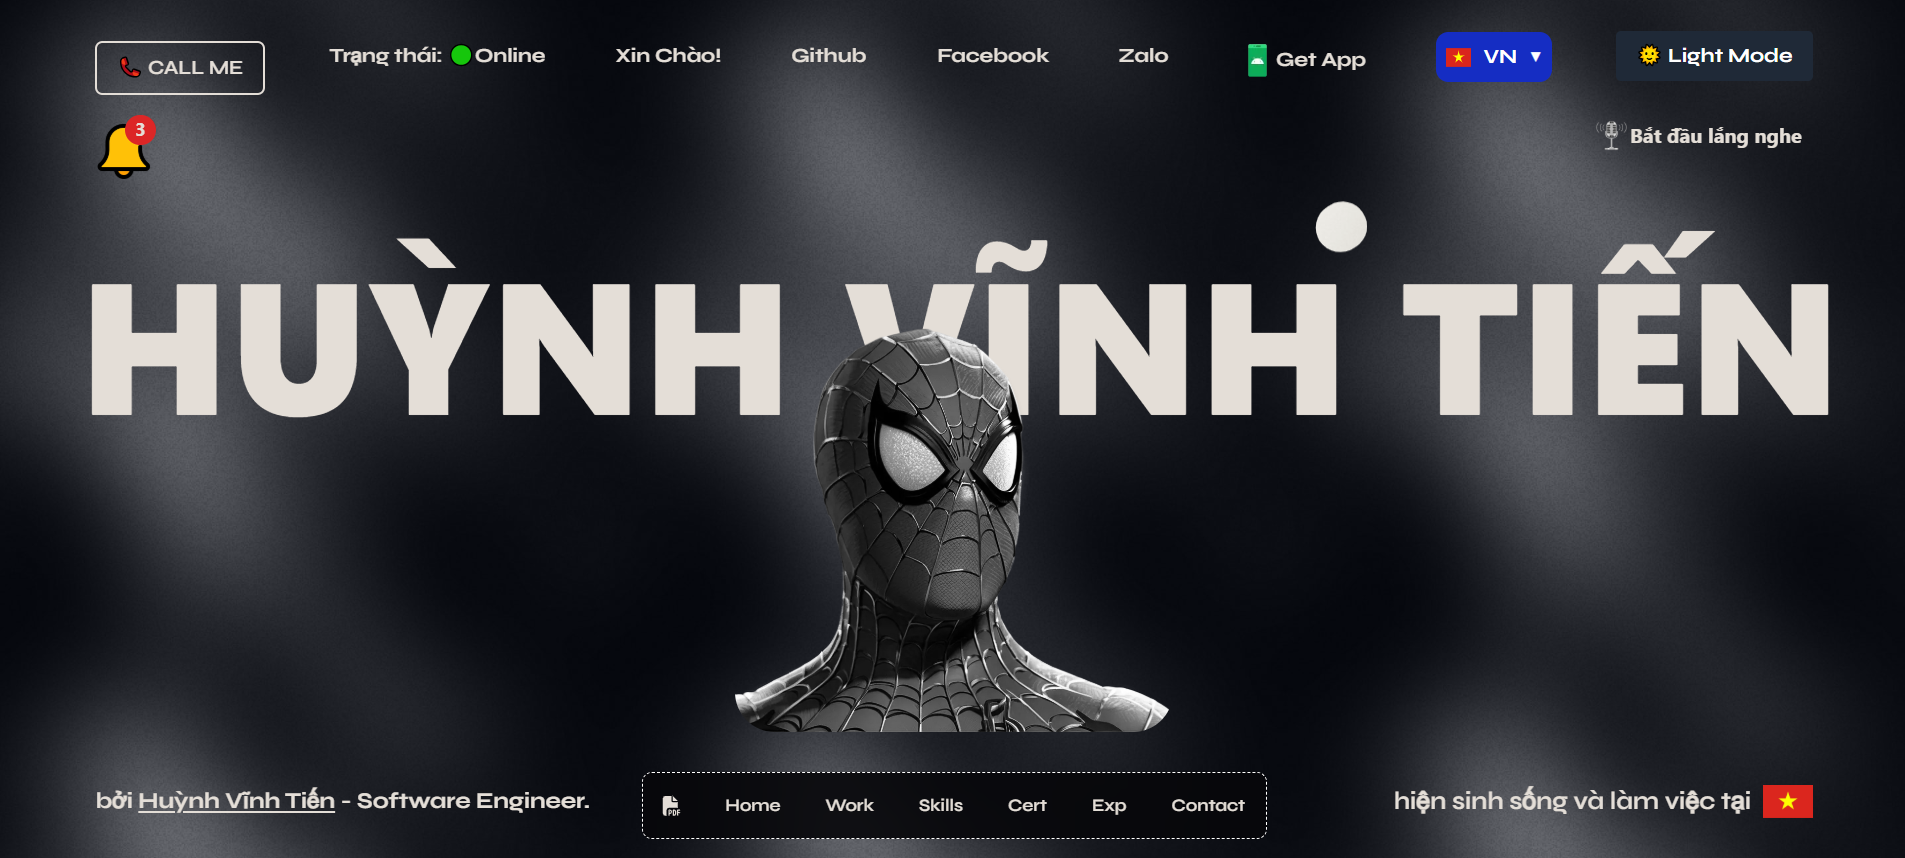 CALL ME
Trạng thái: Online
Xin Chào!
Github
Facebook
Zalo
Get App
VN
Light Mode
3
Bắt đầu lắng nghe
HUỲNH VĨNH TIẾN
bởi Huỳnh Vĩnh Tiến - Software Engineer.
PDF
Home
Work
Skills
Cert
Exp
Contact
hiện sinh sống và làm việc tại